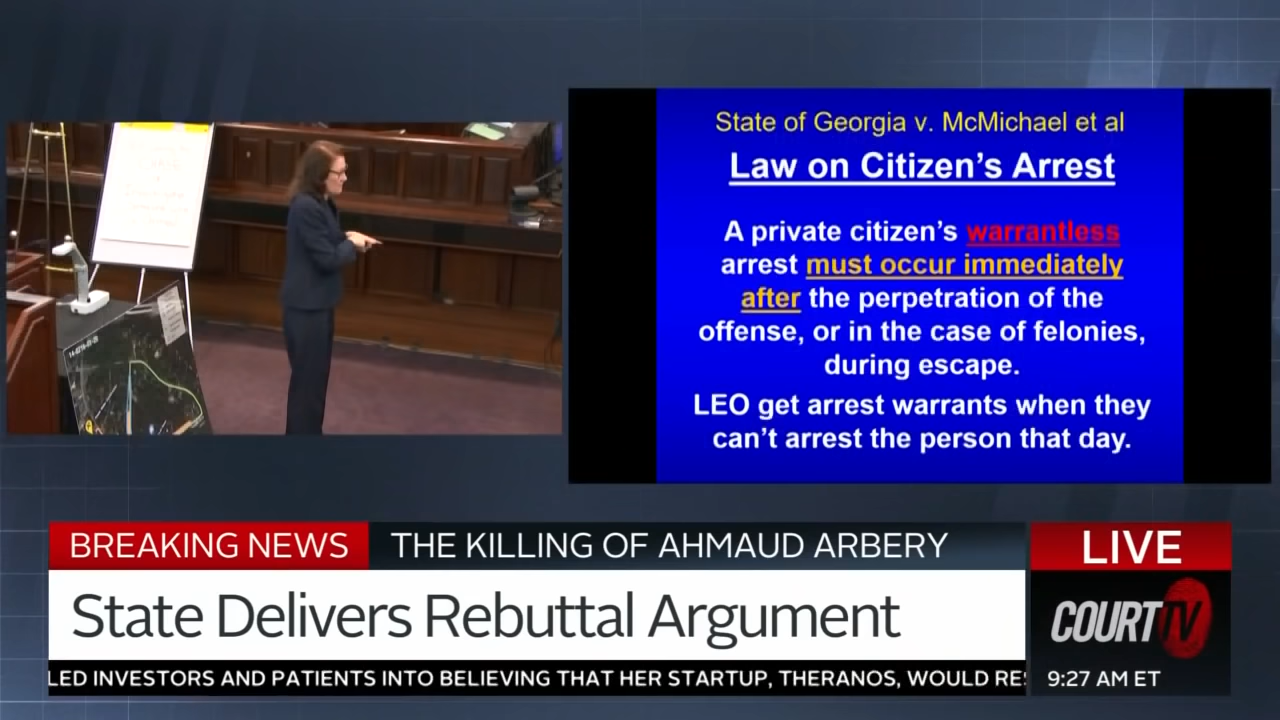 State of Georgia v. McMichael et al
Law on Citizen's Arrest
A private citizen's warrantless
arrest must occur immediately
after the perpetration of the
offense, or in the case of felonies,
during escape.
LEO get arrest warrants when they
can't arrest the person that day.
BREAKING NEWS
THE KILLING OF AHMAUD ARBERY
LIVE
State Delivers Rebuttal Argument
COURT TV
LED INVESTORS AND PATIENTS INTO BELIEVING THAT HER STARTUP, THERANOS, WOULD
9:27 AM ET